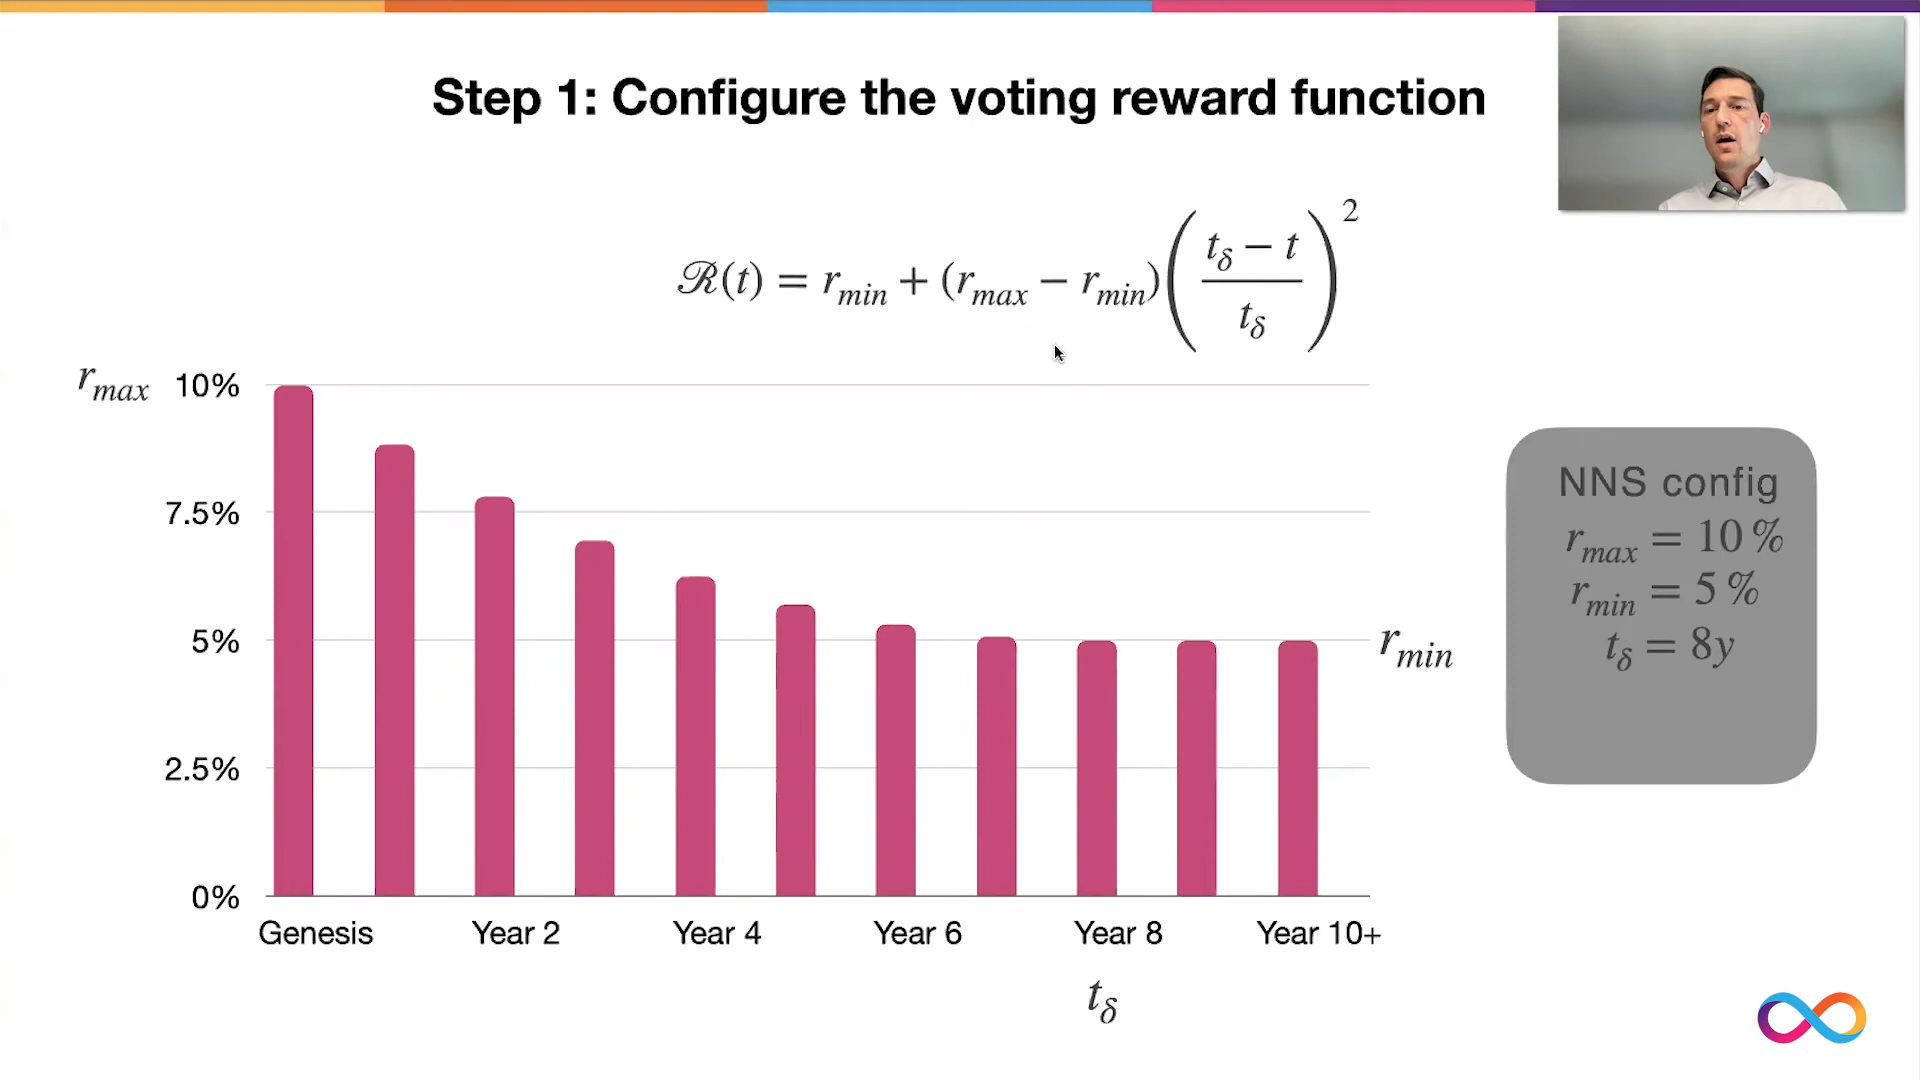 Step 1: Configure the voting reward function
ℛ(t) = r_min + (r_max − r_min)((t_δ − t)/t_δ)²
r_max
10%
7.5%
5%
2.5%
0%
r_min
Genesis
Year 2
Year 4
Year 6
Year 8
Year 10+
t_δ
NNS config
r_max = 10 %
r_min = 5 %
t_δ = 8y